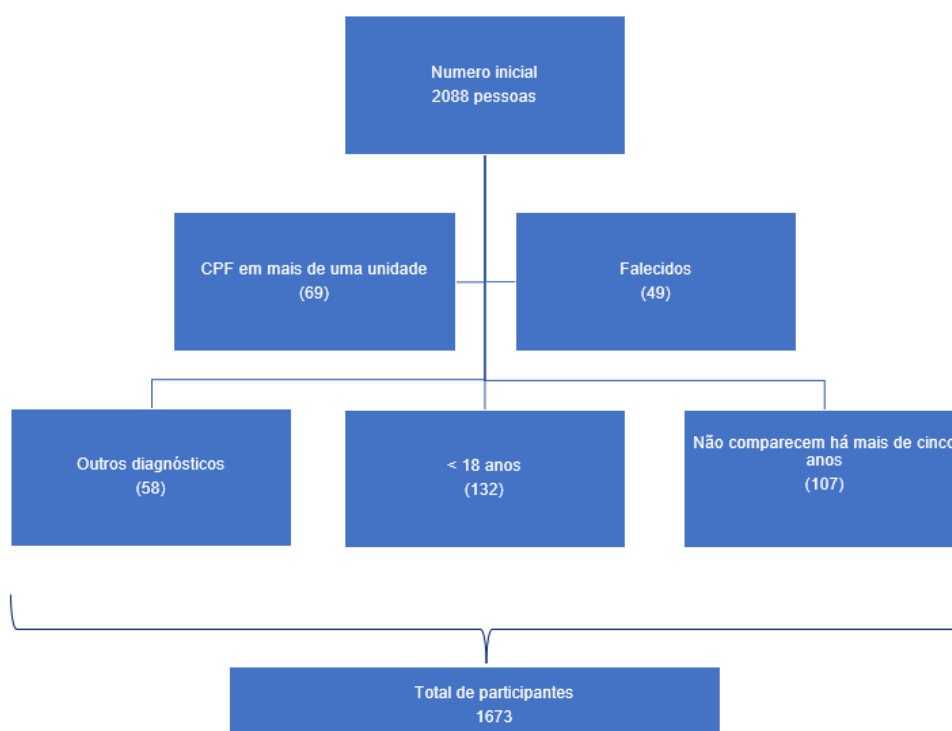 Numero inicial
2088 pessoas
CPF em mais de uma unidade
(69)
Falecidos
(49)
Outros diagnósticos
(58)
< 18 anos
(132)
Não comparecem há mais de cinco
anos
(107)
Total de participantes
1673